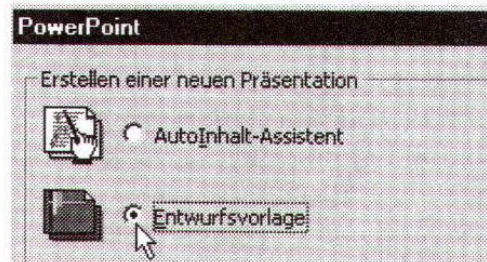 PowerPoint
Erstellen einer neuen Präsentation
AutoInhalt-Assistent
Entwurfsvorlage